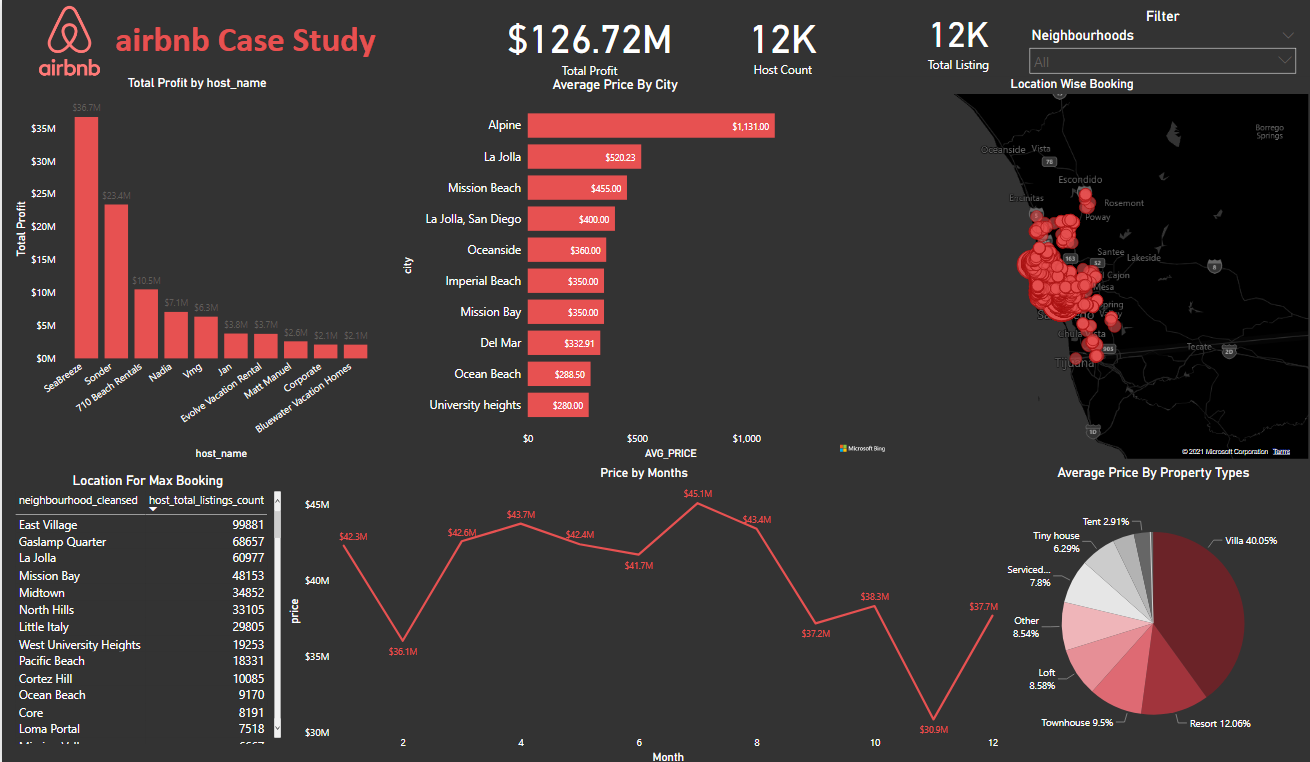 airbnb
airbnb Case Study
$126.72M
Total Profit
12K
Host Count
12K
Total Listing
Filter
Neighbourhoods
All
Total Profit by host_name
$36.7M
$23.4M
$10.5M
$7.1M
$6.3M
$3.8M
$3.7M
$2.6M
$2.1M
$2.1M
$35M
$30M
$25M
$20M
$15M
$10M
$5M
$0M
Total Profit
SeaBreeze
Sonder
710 Beach Rentals
Nadia
Vmg
Jan
Evolve Vacation Rental
Matt Manuel
Corporate
Bluewater Vacation Homes
host_name
Average Price By City
city
Alpine $1,131.00
La Jolla $520.23
Mission Beach $455.00
La Jolla, San Diego $400.00
Oceanside $360.00
Imperial Beach $350.00
Mission Bay $350.00
Del Mar $332.91
Ocean Beach $288.50
University heights $280.00
$0 $500 $1,000
AVG_PRICE
Location Wise Booking
Borrego
Springs
Oceanside Vista
78
Escondido
Encinitas
Rosemont
Poway
Santee
Lakeside
163
52
8
Mesa
Chula Vista
905
Tecate
2D
Tijuana
1D
Microsoft Bing
© 2021 Microsoft Corporation Terms
Location For Max Booking
neighbourhood_cleansed host_total_listings_count
East Village 99881
Gaslamp Quarter 68657
La Jolla 60977
Mission Bay 48153
Midtown 34852
North Hills 33105
Little Italy 29805
West University Heights 19253
Pacific Beach 18331
Cortez Hill 10085
Ocean Beach 9170
Core 8191
Loma Portal 7518
Price by Months
$45M
$40M
$35M
$30M
price
$42.3M
$36.1M
$42.6M
$43.7M
$42.4M
$41.7M
$45.1M
$43.4M
$37.2M
$38.3M
$30.9M
$37.7M
2 4 6 8 10 12
Month
Average Price By Property Types
Tent 2.91%
Tiny house
6.29%
Serviced...
7.8%
Other
8.54%
Loft
8.58%
Townhouse 9.5%
Resort 12.06%
Villa 40.05%